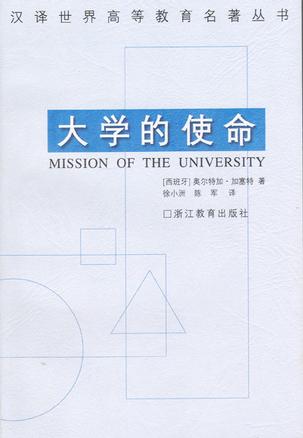 汉译世界高等教育名著丛书
大学的使命
MISSION OF THE UNIVERSITY
[西班牙] 奥尔特加·加塞特 著
徐小洲 陈军 译
浙江教育出版社